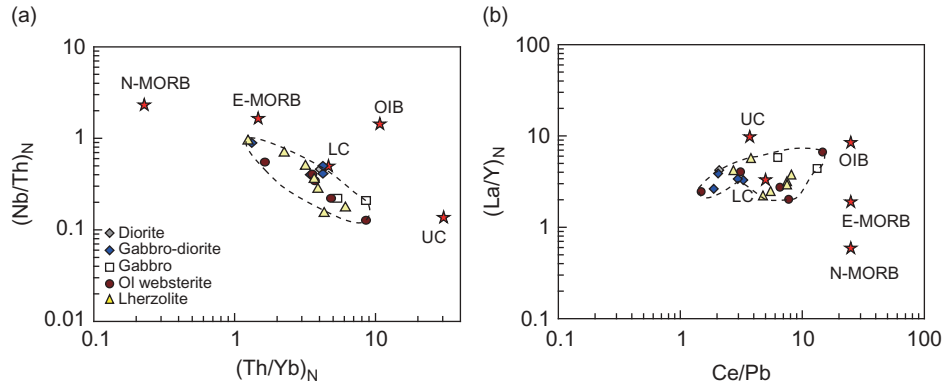 (a)
10
1
0.1
0.01
(Nb/Th)N
N-MORB
E-MORB
OIB
LC
UC
Diorite
Gabbro-diorite
Gabbro
Ol websterite
Lherzolite
0.1
1
10
(Th/Yb)N
(b)
100
10
1
0.1
(La/Y)N
UC
OIB
LC
E-MORB
N-MORB
0.1
1
10
100
Ce/Pb